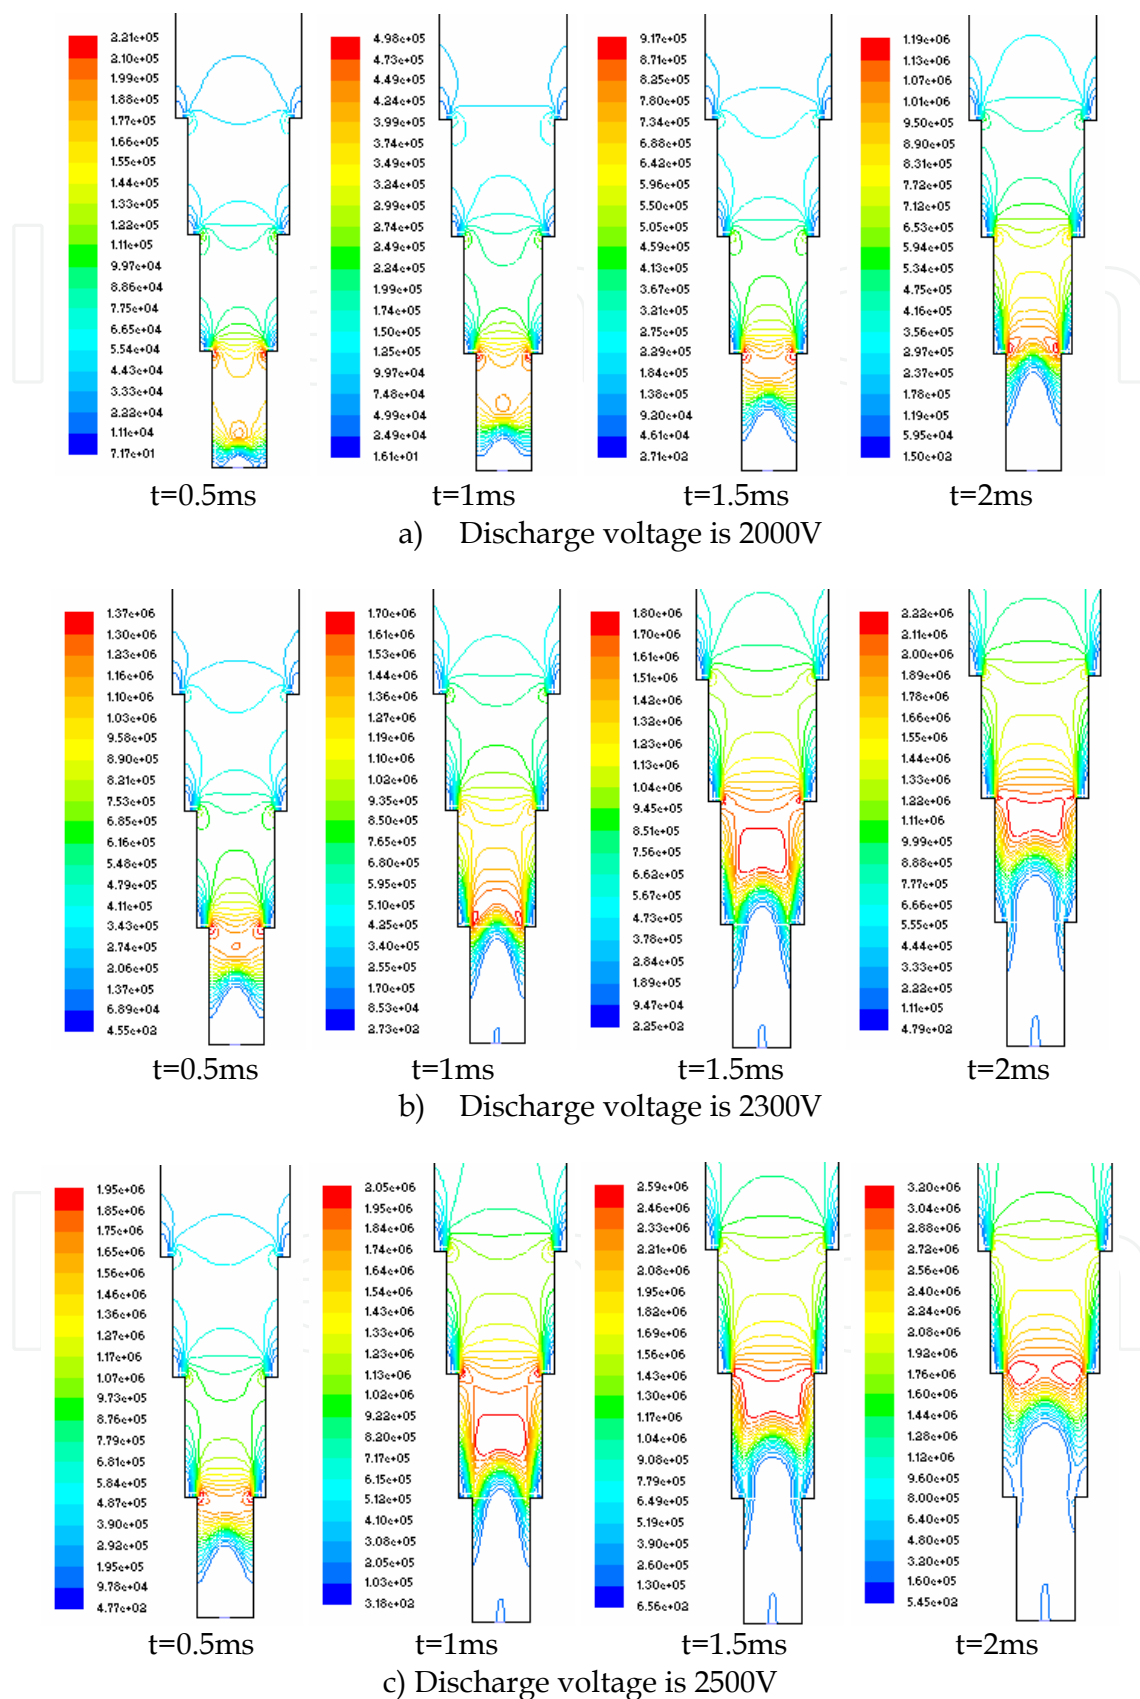 2.21e+05
2.10e+05
1.99e+05
1.88e+05
1.77e+05
1.66e+05
1.55e+05
1.44e+05
1.33e+05
1.22e+05
1.11e+05
9.97e+04
8.86e+04
7.75e+04
6.65e+04
5.54e+04
4.43e+04
3.33e+04
2.22e+04
1.11e+04
7.17e+01
4.98e+05
4.73e+05
4.49e+05
4.24e+05
3.99e+05
3.74e+05
3.49e+05
3.24e+05
2.99e+05
2.74e+05
2.49e+05
2.24e+05
1.99e+05
1.74e+05
1.50e+05
1.25e+05
9.97e+04
7.48e+04
4.99e+04
2.49e+04
1.61e+01
9.17e+05
8.71e+05
8.25e+05
7.80e+05
7.34e+05
6.88e+05
6.42e+05
5.96e+05
5.50e+05
5.05e+05
4.59e+05
4.13e+05
3.67e+05
3.21e+05
2.75e+05
2.29e+05
1.84e+05
1.38e+05
9.20e+04
4.61e+04
2.71e+02
1.19e+06
1.13e+06
1.07e+06
1.01e+06
9.50e+05
8.90e+05
8.31e+05
7.72e+05
7.12e+05
6.53e+05
5.94e+05
5.34e+05
4.75e+05
4.16e+05
3.56e+05
2.97e+05
2.37e+05
1.78e+05
1.19e+05
5.95e+04
1.50e+02
t=0.5ms t=1ms t=1.5ms t=2ms
a) Discharge voltage is 2000V
1.37e+06
1.30e+06
1.23e+06
1.16e+06
1.10e+06
1.03e+06
9.58e+05
8.90e+05
8.21e+05
7.53e+05
6.85e+05
6.16e+05
5.48e+05
4.79e+05
4.11e+05
3.43e+05
2.74e+05
2.06e+05
1.37e+05
6.89e+04
4.55e+02
1.70e+06
1.61e+06
1.53e+06
1.44e+06
1.36e+06
1.27e+06
1.19e+06
1.10e+06
1.02e+06
9.35e+05
8.50e+05
7.65e+05
6.80e+05
5.95e+05
5.10e+05
4.25e+05
3.40e+05
2.55e+05
1.70e+05
8.53e+04
2.73e+02
1.80e+06
1.70e+06
1.61e+06
1.51e+06
1.42e+06
1.32e+06
1.23e+06
1.13e+06
1.04e+06
9.45e+05
8.51e+05
7.56e+05
6.62e+05
5.67e+05
4.73e+05
3.78e+05
2.84e+05
1.89e+05
9.47e+04
2.25e+02
2.22e+06
2.11e+06
2.00e+06
1.89e+06
1.78e+06
1.66e+06
1.55e+06
1.44e+06
1.33e+06
1.22e+06
1.11e+06
9.99e+05
8.88e+05
7.77e+05
6.66e+05
5.55e+05
4.44e+05
3.33e+05
2.22e+05
1.11e+05
4.79e+02
t=0.5ms t=1ms t=1.5ms t=2ms
b) Discharge voltage is 2300V
1.95e+06
1.85e+06
1.75e+06
1.65e+06
1.56e+06
1.46e+06
1.36e+06
1.27e+06
1.17e+06
1.07e+06
9.73e+05
8.76e+05
7.79e+05
6.81e+05
5.84e+05
4.87e+05
3.90e+05
2.92e+05
1.95e+05
9.78e+04
4.77e+02
2.05e+06
1.95e+06
1.84e+06
1.74e+06
1.64e+06
1.54e+06
1.43e+06
1.33e+06
1.23e+06
1.13e+06
1.02e+06
9.22e+05
8.20e+05
7.17e+05
6.15e+05
5.12e+05
4.10e+05
3.08e+05
2.05e+05
1.03e+05
3.18e+02
2.59e+06
2.46e+06
2.33e+06
2.21e+06
2.08e+06
1.95e+06
1.82e+06
1.69e+06
1.56e+06
1.43e+06
1.30e+06
1.17e+06
1.04e+06
9.08e+05
7.79e+05
6.49e+05
5.19e+05
3.90e+05
2.60e+05
1.30e+05
6.56e+02
3.20e+06
3.04e+06
2.88e+06
2.72e+06
2.56e+06
2.40e+06
2.24e+06
2.08e+06
1.92e+06
1.76e+06
1.60e+06
1.44e+06
1.28e+06
1.12e+06
9.60e+05
8.00e+05
6.40e+05
4.80e+05
3.20e+05
1.60e+05
5.45e+02
t=0.5ms t=1ms t=1.5ms t=2ms
c) Discharge voltage is 2500V